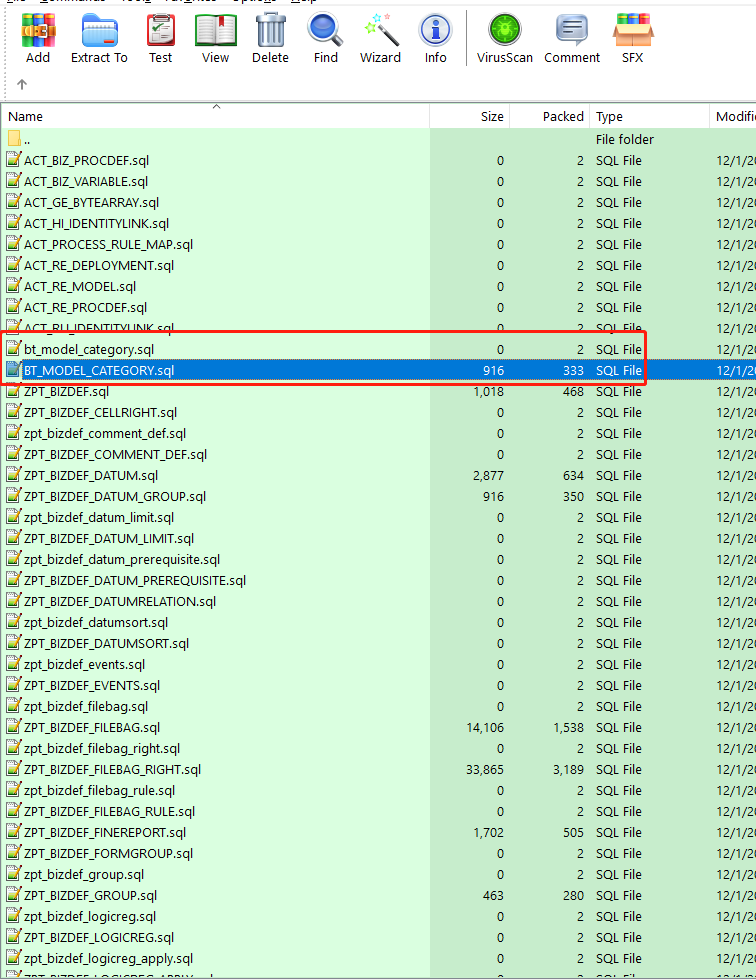 Add Extract To Test View Delete Find Wizard Info VirusScan Comment SFX
Name Size Packed Type
.. File folder
ACT_BIZ_PROCDEF.sql 0 2 SQL File 12/1/20
ACT_BIZ_VARIABLE.sql 0 2 SQL File 12/1/20
ACT_GE_BYTEARRAY.sql 0 2 SQL File 12/1/20
ACT_HI_IDENTITYLINK.sql 0 2 SQL File 12/1/20
ACT_PROCESS_RULE_MAP.sql 0 2 SQL File 12/1/20
ACT_RE_DEPLOYMENT.sql 0 2 SQL File 12/1/20
ACT_RE_MODEL.sql 0 2 SQL File 12/1/20
ACT_RE_PROCDEF.sql 0 2 SQL File 12/1/20
ACT_RU_IDENTITYLINK.sql 0 2 SQL File 12/1/20
bt_model_category.sql 0 2 SQL File 12/1/20
BT_MODEL_CATEGORY.sql 916 333 SQL File 12/1/20
ZPT_BIZDEF.sql 1,018 468 SQL File 12/1/20
ZPT_BIZDEF_CELLRIGHT.sql 0 2 SQL File 12/1/20
zpt_bizdef_comment_def.sql 0 2 SQL File 12/1/20
ZPT_BIZDEF_COMMENT_DEF.sql 0 2 SQL File 12/1/20
ZPT_BIZDEF_DATUM.sql 2,877 634 SQL File 12/1/20
ZPT_BIZDEF_DATUM_GROUP.sql 916 350 SQL File 12/1/20
zpt_bizdef_datum_limit.sql 0 2 SQL File 12/1/20
ZPT_BIZDEF_DATUM_LIMIT.sql 0 2 SQL File 12/1/20
zpt_bizdef_datum_prerequisite.sql 0 2 SQL File 12/1/20
ZPT_BIZDEF_DATUM_PREREQUISITE.sql 0 2 SQL File 12/1/20
ZPT_BIZDEF_DATUMRELATION.sql 0 2 SQL File 12/1/20
zpt_bizdef_datumsort.sql 0 2 SQL File 12/1/20
ZPT_BIZDEF_DATUMSORT.sql 0 2 SQL File 12/1/20
zpt_bizdef_events.sql 0 2 SQL File 12/1/20
ZPT_BIZDEF_EVENTS.sql 0 2 SQL File 12/1/20
zpt_bizdef_filebag.sql 0 2 SQL File 12/1/20
ZPT_BIZDEF_FILEBAG.sql 14,106 1,538 SQL File 12/1/20
zpt_bizdef_filebag_right.sql 0 2 SQL File 12/1/20
ZPT_BIZDEF_FILEBAG_RIGHT.sql 33,865 3,189 SQL File 12/1/20
zpt_bizdef_filebag_rule.sql 0 2 SQL File 12/1/20
ZPT_BIZDEF_FILEBAG_RULE.sql 0 2 SQL File 12/1/20
ZPT_BIZDEF_FINEREPORT.sql 1,702 505 SQL File 12/1/20
ZPT_BIZDEF_FORMGROUP.sql 0 2 SQL File 12/1/20
zpt_bizdef_group.sql 0 2 SQL File 12/1/20
ZPT_BIZDEF_GROUP.sql 463 280 SQL File 12/1/20
zpt_bizdef_logicreg.sql 0 2 SQL File 12/1/20
ZPT_BIZDEF_LOGICREG.sql 0 2 SQL File 12/1/20
zpt_bizdef_logicreg_apply.sql 0 2 SQL File 12/1/20